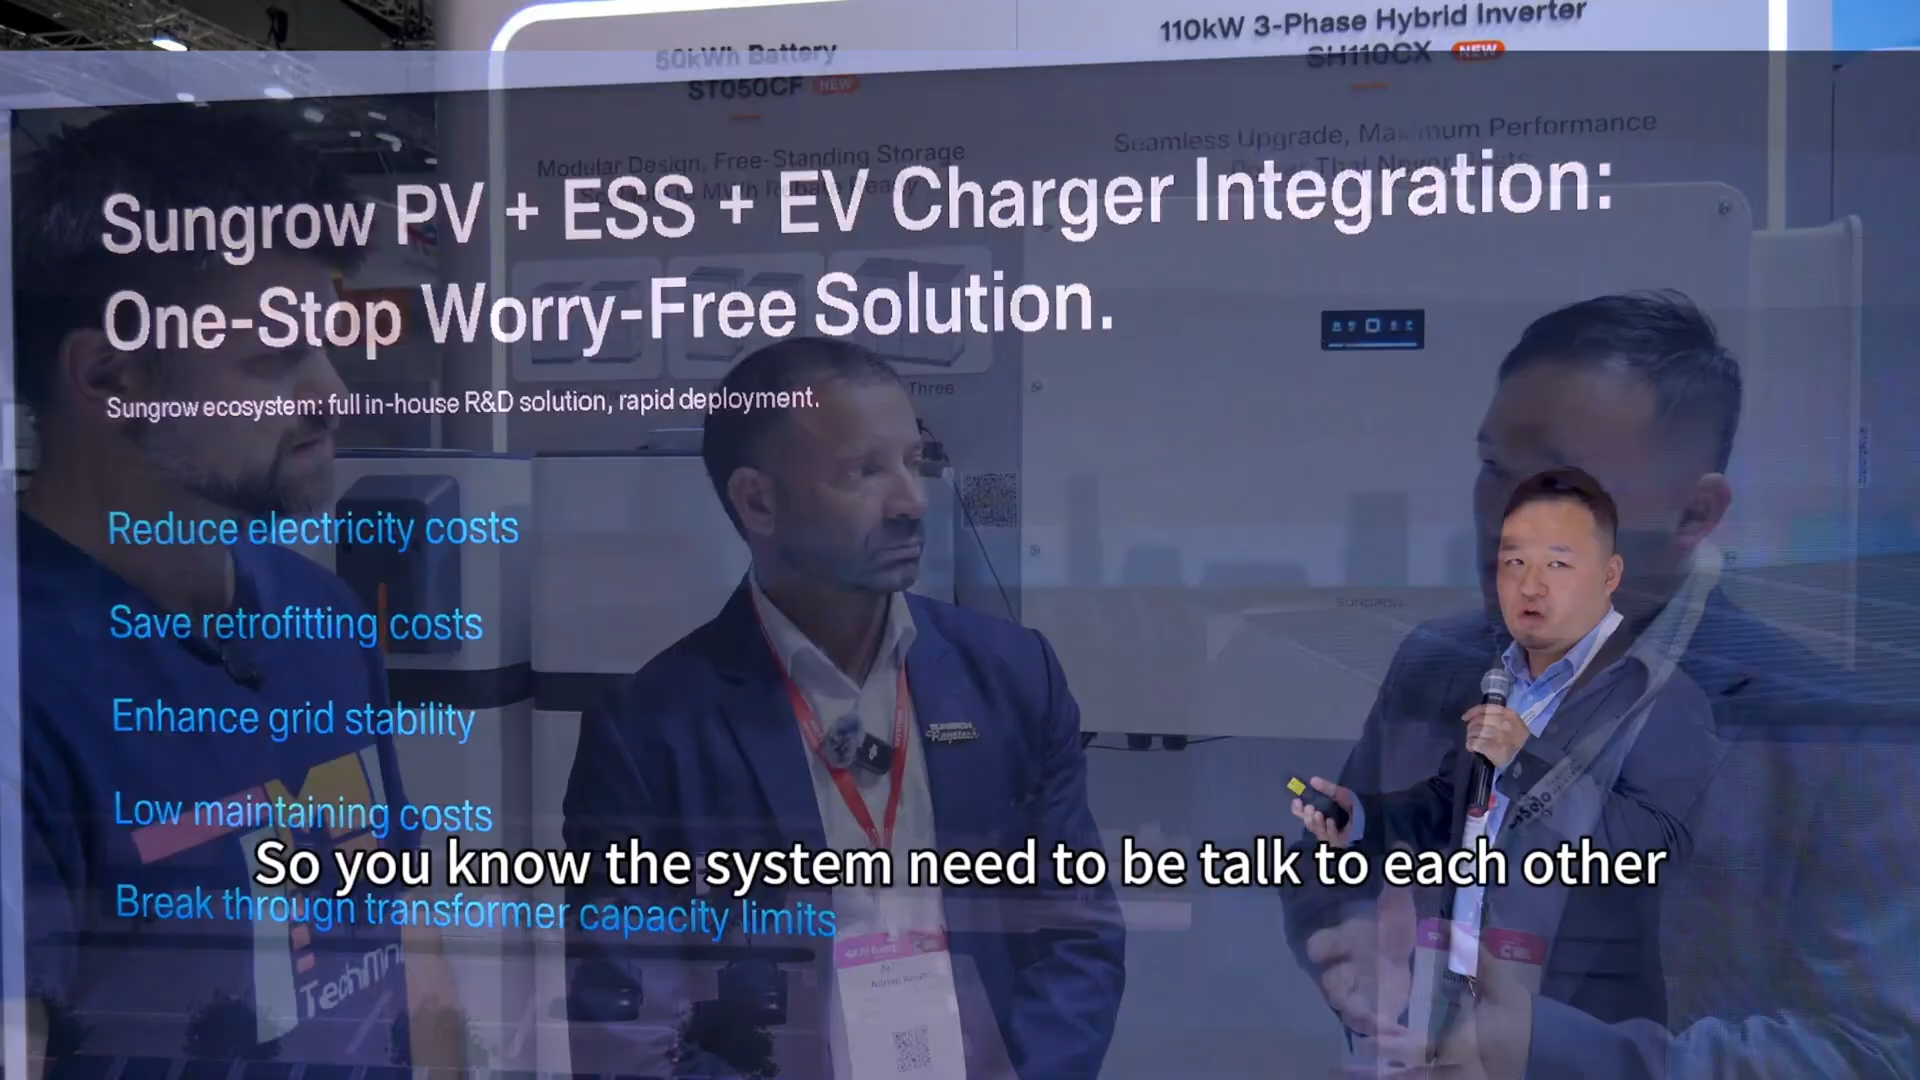 50kWh Battery
ST050CF NEW
110kW 3-Phase Hybrid Inverter
SH110CX NEW
Modular Design, Free-Standing Storage
Seamless Upgrade, Maximum Performance
Sungrow PV + ESS + EV Charger Integration:
One-Stop Worry-Free Solution.
Three
Sungrow ecosystem: full in-house R&D solution, rapid deployment.
Reduce electricity costs
SUNGROW
Save retrofitting costs
Enhance grid stability
Low maintaining costs
So you know the system need to be talk to each other
Break through transformer capacity limits